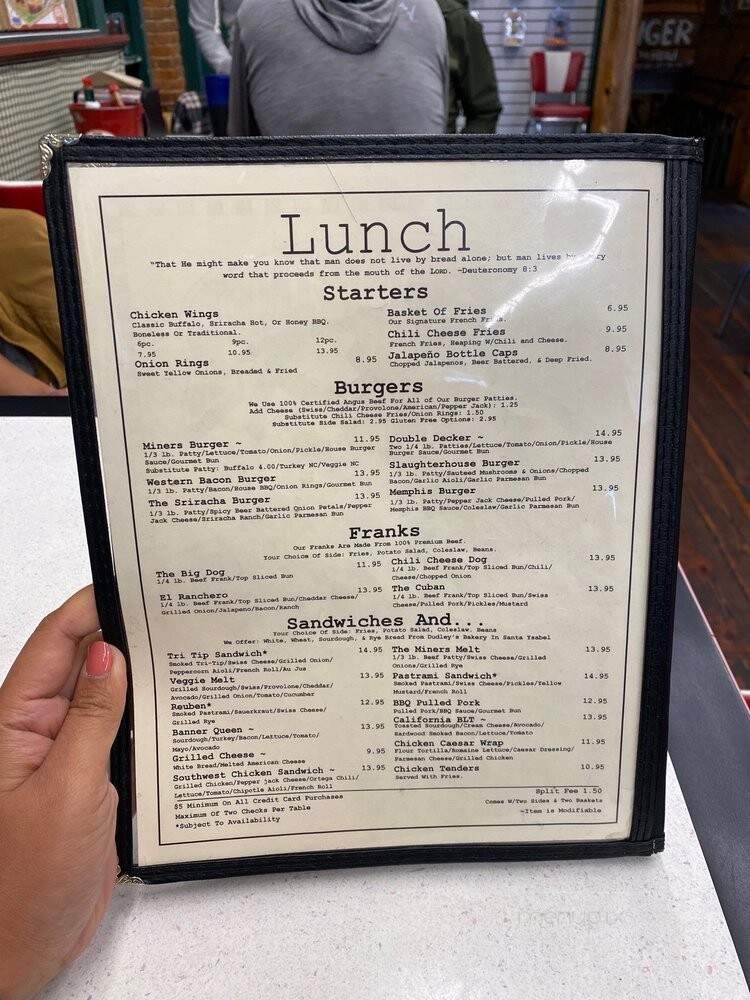 NGER
Lunch
"That He might make you know that man does not live by bread alone; but man lives by
word that proceeds from the mouth of the LORD. ~Deuteronomy 8:3
Starters
Chicken Wings
Classic Buffalo, Sriracha Hot, Or Honey BBQ.
Boneless Or Traditional.
6pc. 9pc. 12pc.
7.95 10.95 13.95
Onion Rings 8.95
Sweet Yellow Onions, Breaded & Fried
Basket Of Fries 6.95
Our Signature French Fries.
Chili Cheese Fries 9.95
French Fries, Heaping W/Chili and Cheese.
Jalapeño Bottle Caps 8.95
Chopped Jalapenos, Beer Battered, & Deep Fried.
Burgers
We Use 100% Certified Angus Beef For All of Our Burger Patties.
Add Cheese (Swiss/Cheddar/Provolone/American/Pepper Jack): 1.25
Substitute Chili Cheese Fries/Onion Rings: 1.50
Substitute Side Salad: 2.95 Gluten Free Options: 2.95
Miners Burger ~ 11.95
1/3 lb. Patty/Lettuce/Tomato/Onion/Pickle/House Burger
Sauce/Gourmet Bun
Substitute Patty: Buffalo 4.00/Turkey NC/Veggie NC
Western Bacon Burger 13.95
1/3 lb. Patty/Bacon/House BBQ/Onion Rings/Gourmet Bun
The Sriracha Burger 13.95
1/3 lb. Patty/Spicy Beer Battered Onion Petals/Pepper
Jack Cheese/Sriracha Ranch/Garlic Parmesan Bun
Double Decker ~ 14.95
Two 1/4 lb. Patties/Lettuce/Tomato/Onion/Pickle/House
Burger Sauce/Gourmet Bun
Slaughterhouse Burger 13.95
1/3 lb. Patty/Sauteed Mushrooms & Onions/Chopped
Bacon/Garlic Aioli/Garlic Parmesan Bun
Memphis Burger 13.95
1/3 lb. Patty/Pepper Jack Cheese/Pulled Pork/
Memphis BBQ Sauce/Coleslaw/Garlic Parmesan Bun
Franks
Our Franks Are Made From 100% Premium Beef.
Your Choice Of Side: Fries, Potato Salad, Coleslaw, Beans.
The Big Dog 11.95
1/4 lb. Beef Frank/Top Sliced Bun
El Ranchero 13.95
1/4 lb. Beef Frank/Top Sliced Bun/Cheddar Cheese/
Grilled Onion/Jalapeno/Bacon/Ranch
Chili Cheese Dog 13.95
1/4 lb. Beef Frank/Top Sliced Bun/Chili/
Cheese/Chopped Onion
The Cuban 13.95
1/4 lb. Beef Frank/Top Sliced Bun/Swiss
Cheese/Pulled Pork/Pickles/Mustard
Sandwiches And...
Your Choice Of Side: Fries, Potato Salad, Coleslaw, Beans
We Offer: White, Wheat, Sourdough, & Rye Bread From Dudley's Bakery In Santa Ysabel
Tri Tip Sandwich* 14.95
Smoked Tri-Tip/Swiss Cheese/Grilled Onion/
Peppercorn Aioli/French Roll/Au Jus
Veggie Melt 13.95
Grilled Sourdough/Swiss/Provolone/Cheddar/
Avocado/Grilled Onion/Tomato/Cucumber
Reuben* 12.95
Smoked Pastrami/Sauerkraut/Swiss Cheese/
Grilled Rye
Banner Queen ~ 13.95
Sourdough/Turkey/Bacon/Lettuce/Tomato/
Mayo/Avocado
Grilled Cheese ~ 9.95
White Bread/Melted American Cheese
Southwest Chicken Sandwich ~ 13.95
Grilled Chicken/Pepper jack Cheese/Ortega Chili/
Lettuce/Tomato/Chipotle Aioli/French Roll
The Miners Melt 13.95
1/3 lb. Beef Patty/Swiss Cheese/Grilled
Onions/Grilled Rye
Pastrami Sandwich* 14.95
Smoked Pastrami/Swiss Cheese/Pickles/Yellow
Mustard/French Roll
BBQ Pulled Pork 12.95
Pulled Pork/BBQ Sauce/Gourmet Bun
California BLT ~ 13.95
Toasted Sourdough/Cream Cheese/Avocado/
Hardwood Smoked Bacon/Lettuce/Tomato
Chicken Caesar Wrap 11.95
Flour Tortilla/Romaine Lettuce/Caesar Dressing/
Parmesan Cheese/Grilled Chicken
Chicken Tenders 10.95
Served With Fries.
$5 Minimum On All Credit Card Purchases
Maximum Of Two Checks Per Table
*Subject To Availability
Split Fee 1.50
Comes W/Two Sides & Two Baskets
~Item is Modifiable